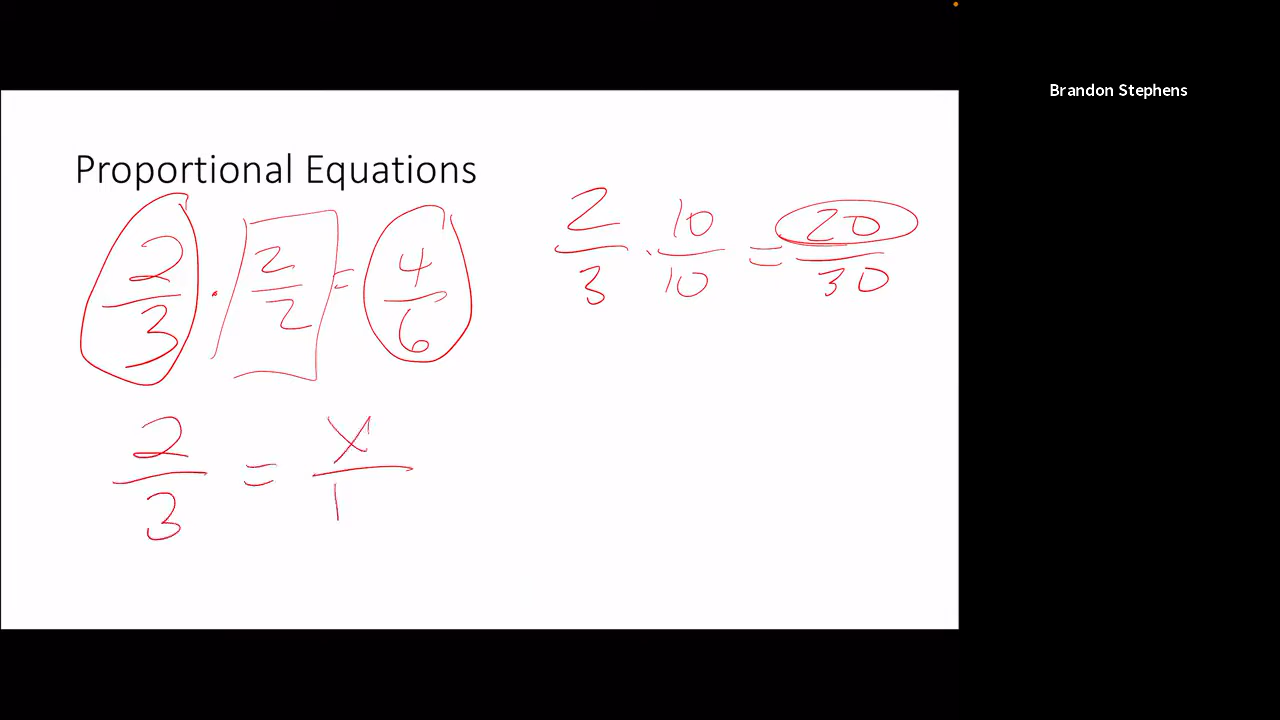 Brandon Stephens
Proportional Equations
2/3 · 2/2 = 4/6
2/3 · 10/10 = 20/30
2/3 = x/1